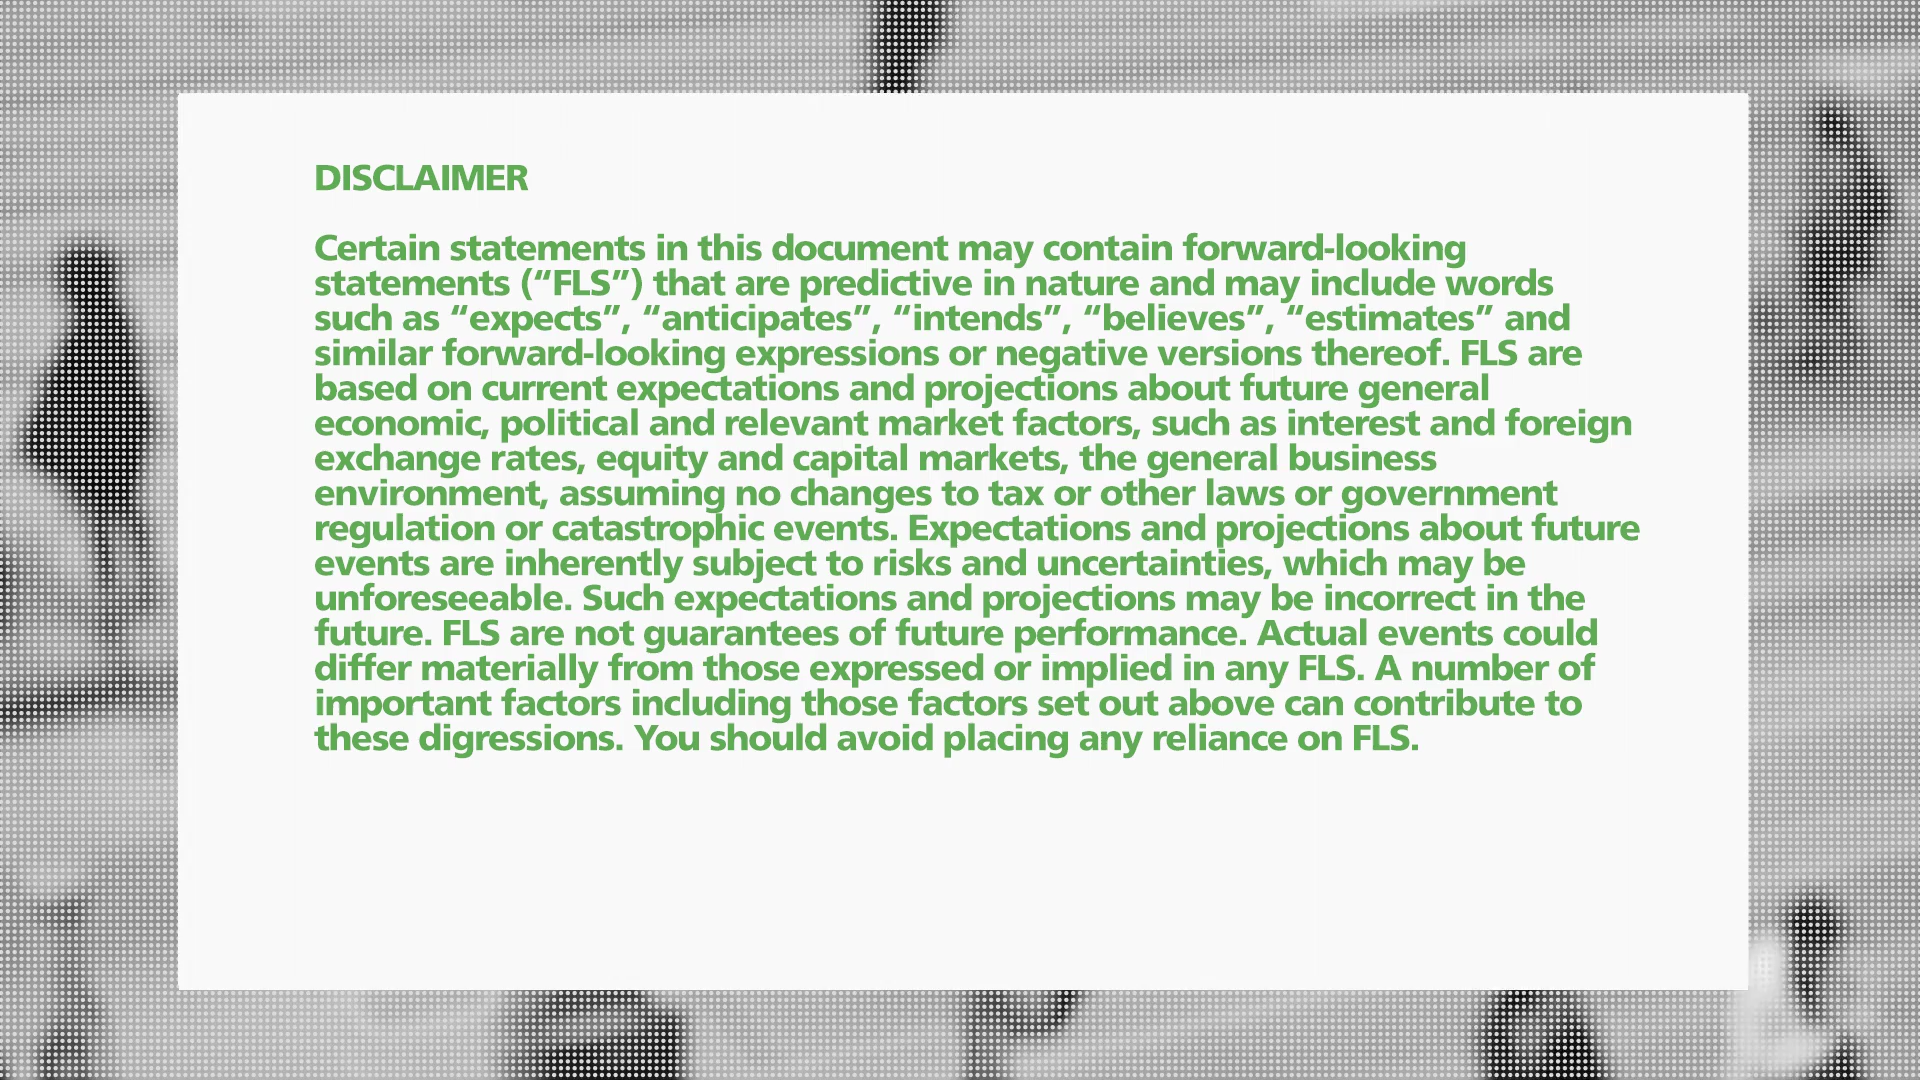 DISCLAIMER
Certain statements in this document may contain forward-looking
statements (“FLS”) that are predictive in nature and may include words
such as “expects”, “anticipates”, “intends”, “believes”, “estimates” and
similar forward-looking expressions or negative versions thereof. FLS are
based on current expectations and projections about future general
economic, political and relevant market factors, such as interest and foreign
exchange rates, equity and capital markets, the general business
environment, assuming no changes to tax or other laws or government
regulation or catastrophic events. Expectations and projections about future
events are inherently subject to risks and uncertainties, which may be
unforeseeable. Such expectations and projections may be incorrect in the
future. FLS are not guarantees of future performance. Actual events could
differ materially from those expressed or implied in any FLS. A number of
important factors including those factors set out above can contribute to
these digressions. You should avoid placing any reliance on FLS.